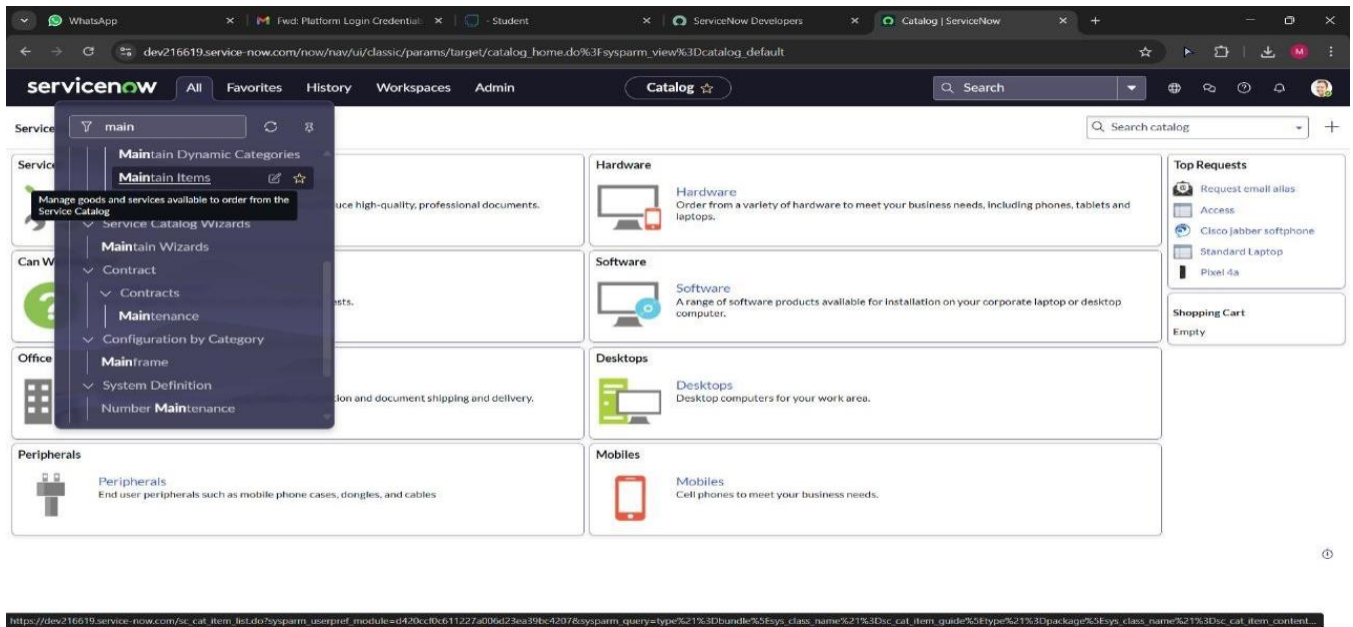 WhatsApp
Fwd: Platform Login Credential
- Student
ServiceNow Developers
Catalog | ServiceNow
dev216619.service-now.com/now/nav/ui/classic/params/target/catalog_home.do%3Fsysparm_view%3Dcatalog_default
M
servicenow
All
Favorites
History
Workspaces
Admin
Catalog
Search
Service
main
Search catalog
Maintain Dynamic Categories
Maintain Items
Manage goods and services available to order from the
Service Catalog
Service Catalog Wizards
Maintain Wizards
Contract
Contracts
Maintenance
Configuration by Category
Mainframe
System Definition
Number Maintenance
Service
uce high-quality, professional documents.
Hardware
Hardware
Order from a variety of hardware to meet your business needs, including phones, tablets and
laptops.
Top Requests
Request email alias
Access
Cisco jabber softphone
Standard Laptop
Pixel 4a
Can W
ests.
Software
Software
A range of software products available for installation on your corporate laptop or desktop
computer.
Shopping Cart
Empty
Office
ion and document shipping and delivery.
Desktops
Desktops
Desktop computers for your work area.
Peripherals
Peripherals
End user peripherals such as mobile phone cases, dongles, and cables
Mobiles
Mobiles
Cell phones to meet your business needs.
https://dev216619.service-now.com/sc_cat_item_list.do?sysparm_userpref_module=d420ccf0c611227a006d23ea39bc4207&sysparm_query=type%21%3Dbundle%5Esys_class_name%21%3Dsc_cat_item_guide%5Etype%21%3Dpackage%5Esys_class_name%21%3Dsc_cat_item_content...